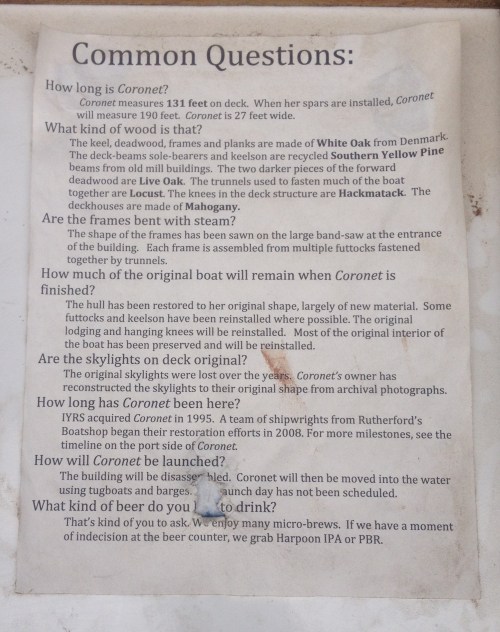 Common Questions:
How long is Coronet?
Coronet measures 131 feet on deck. When her spars are installed, Coronet
will measure 190 feet. Coronet is 27 feet wide.
What kind of wood is that?
The keel, deadwood, frames and planks are made of White Oak from Denmark.
The deck-beams sole-bearers and keelson are recycled Southern Yellow Pine
beams from old mill buildings. The two darker pieces of the forward
deadwood are Live Oak. The trunnels used to fasten much of the boat
together are Locust. The knees in the deck structure are Hackmatack. The
deckhouses are made of Mahogany.
Are the frames bent with steam?
The shape of the frames has been sawn on the large band-saw at the entrance
of the building. Each frame is assembled from multiple futtocks fastened
together by trunnels.
How much of the original boat will remain when Coronet is
finished?
The hull has been restored to her original shape, largely of new material. Some
futtocks and keelson have been reinstalled where possible. The original
lodging and hanging knees will be reinstalled. Most of the original interior of
the boat has been preserved and will be reinstalled.
Are the skylights on deck original?
The original skylights were lost over the years. Coronet's owner has
reconstructed the skylights to their original shape from archival photographs.
How long has Coronet been here?
IYRS acquired Coronet in 1995. A team of shipwrights from Rutherford's
Boatshop began their restoration efforts in 2008. For more milestones, see the
timeline on the port side of Coronet.
How will Coronet be launched?
The building will be disassembled. Coronet will then be moved into the water
using tugboats and barges. aunch day has not been scheduled.
What kind of beer do you to drink?
That's kind of you to ask. We enjoy many micro-brews. If we have a moment
of indecision at the beer counter, we grab Harpoon IPA or PBR.